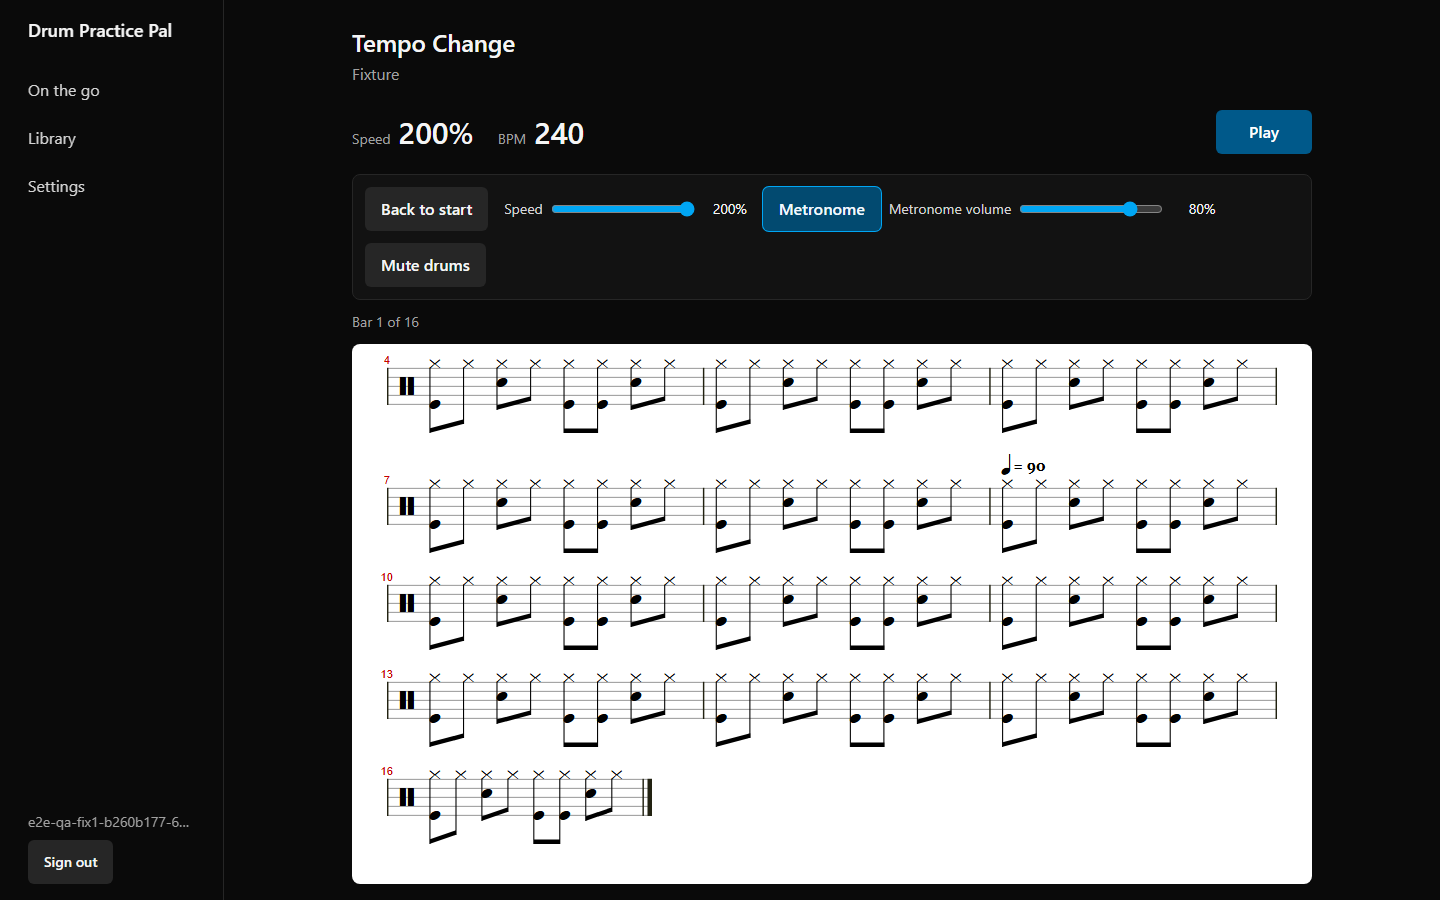 Drum Practice Pal
On the go
Library
Settings
e2e-qa-fix1-b260b177-6...
Sign out
Tempo Change
Fixture
Speed 200% BPM 240
Play
Back to start Speed 200% Metronome Metronome volume 80%
Mute drums
Bar 1 of 16
4
= 90
7
10
13
16